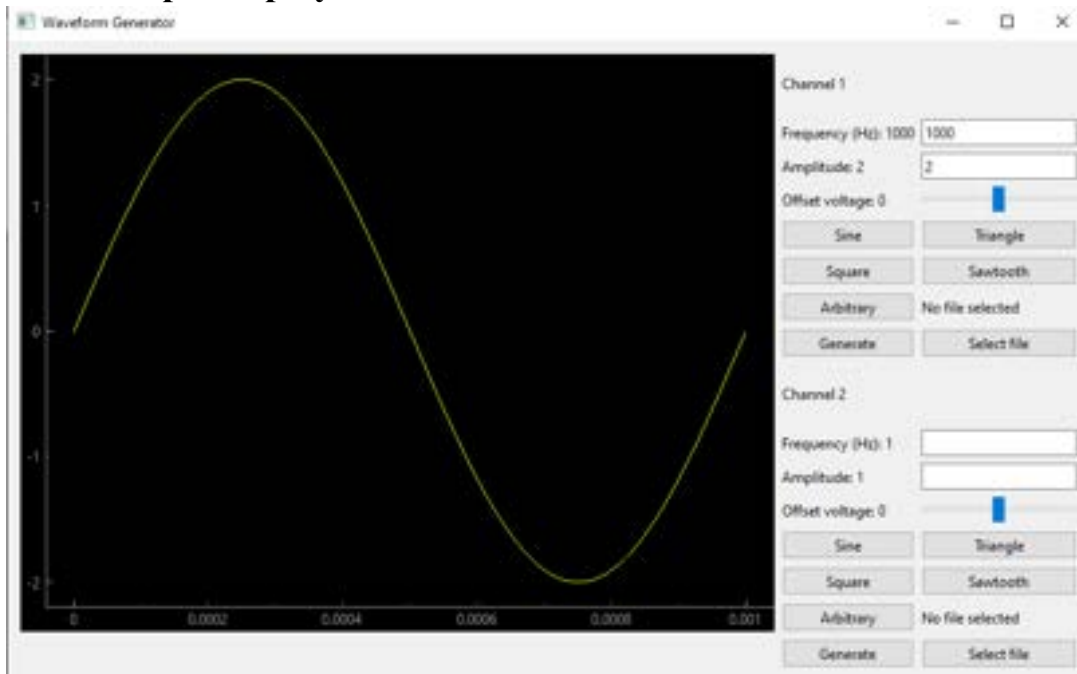 Waveform Generator
2
1
0
-1
-2
0
0.0002
0.0004
0.0006
0.0008
0.001
Channel 1
Frequency (Hz): 1000 1000
Amplitude: 2 2
Offset voltage: 0
Sine Triangle
Square Sawtooth
Arbitrary No file selected
Generate Select file
Channel 2
Frequency (Hz): 1
Amplitude: 1
Offset voltage: 0
Sine Triangle
Square Sawtooth
Arbitrary No file selected
Generate Select file